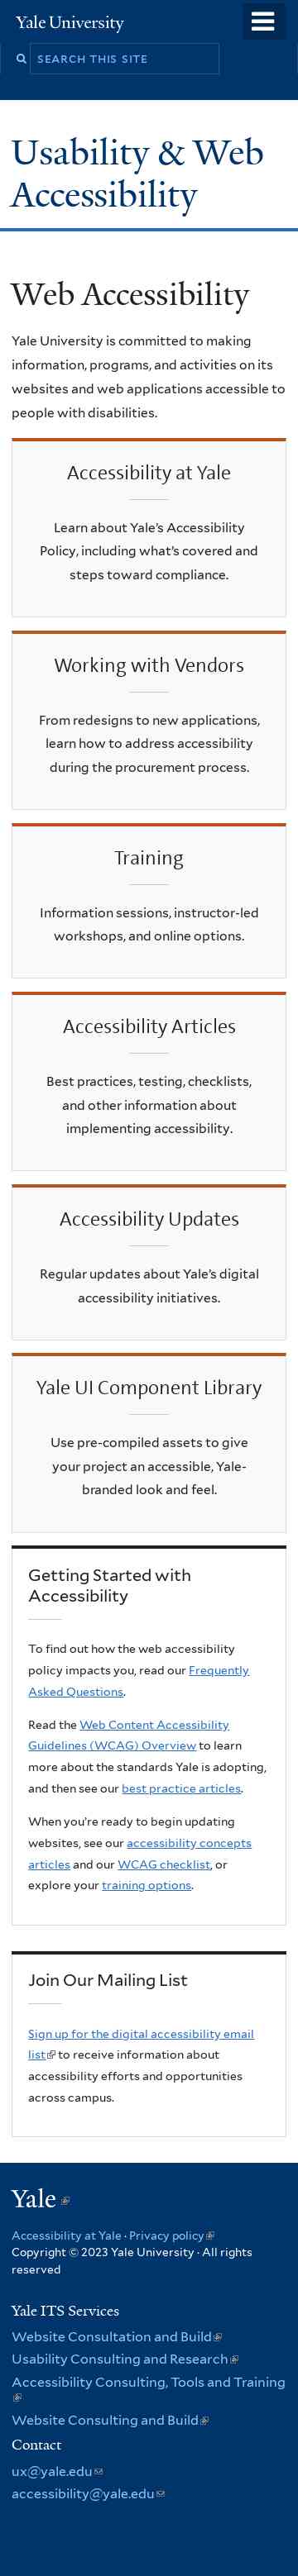 Yale University
SEARCH THIS SITE
Usability & Web
Accessibility
Web Accessibility
Yale University is committed to making
information, programs, and activities on its
websites and web applications accessible to
people with disabilities.
Accessibility at Yale
Learn about Yale’s Accessibility
Policy, including what’s covered and
steps toward compliance.
Working with Vendors
From redesigns to new applications,
learn how to address accessibility
during the procurement process.
Training
Information sessions, instructor-led
workshops, and online options.
Accessibility Articles
Best practices, testing, checklists,
and other information about
implementing accessibility.
Accessibility Updates
Regular updates about Yale’s digital
accessibility initiatives.
Yale UI Component Library
Use pre-compiled assets to give
your project an accessible, Yale-
branded look and feel.
Getting Started with
Accessibility
To find out how the web accessibility
policy impacts you, read our Frequently
Asked Questions.
Read the Web Content Accessibility
Guidelines (WCAG) Overview to learn
more about the standards Yale is adopting,
and then see our best practice articles.
When you’re ready to begin updating
websites, see our accessibility concepts
articles and our WCAG checklist, or
explore your training options.
Join Our Mailing List
Sign up for the digital accessibility email
list to receive information about
accessibility efforts and opportunities
across campus.
Yale
Accessibility at Yale · Privacy policy
Copyright © 2023 Yale University · All rights
reserved
Yale ITS Services
Website Consultation and Build
Usability Consulting and Research
Accessibility Consulting, Tools and Training
Website Consulting and Build
Contact
ux@yale.edu
accessibility@yale.edu